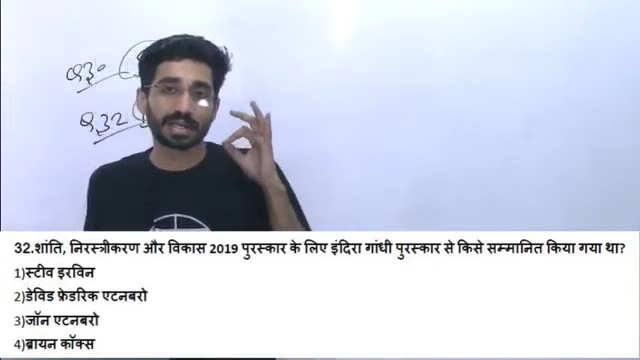 32.शांति, निरस्त्रीकरण और विकास 2019 पुरस्कार के लिए इंदिरा गांधी पुरस्कार से किसे सम्मानित किया गया था?
1)स्टीव इरविन
2)डेविड फ्रेडरिक एटनबरो
3)जॉन एटनबरो
4)ब्रायन कॉक्स